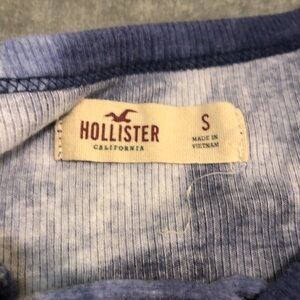 HOLLISTER
CALIFORNIA
S
MADE IN
VIETNAM